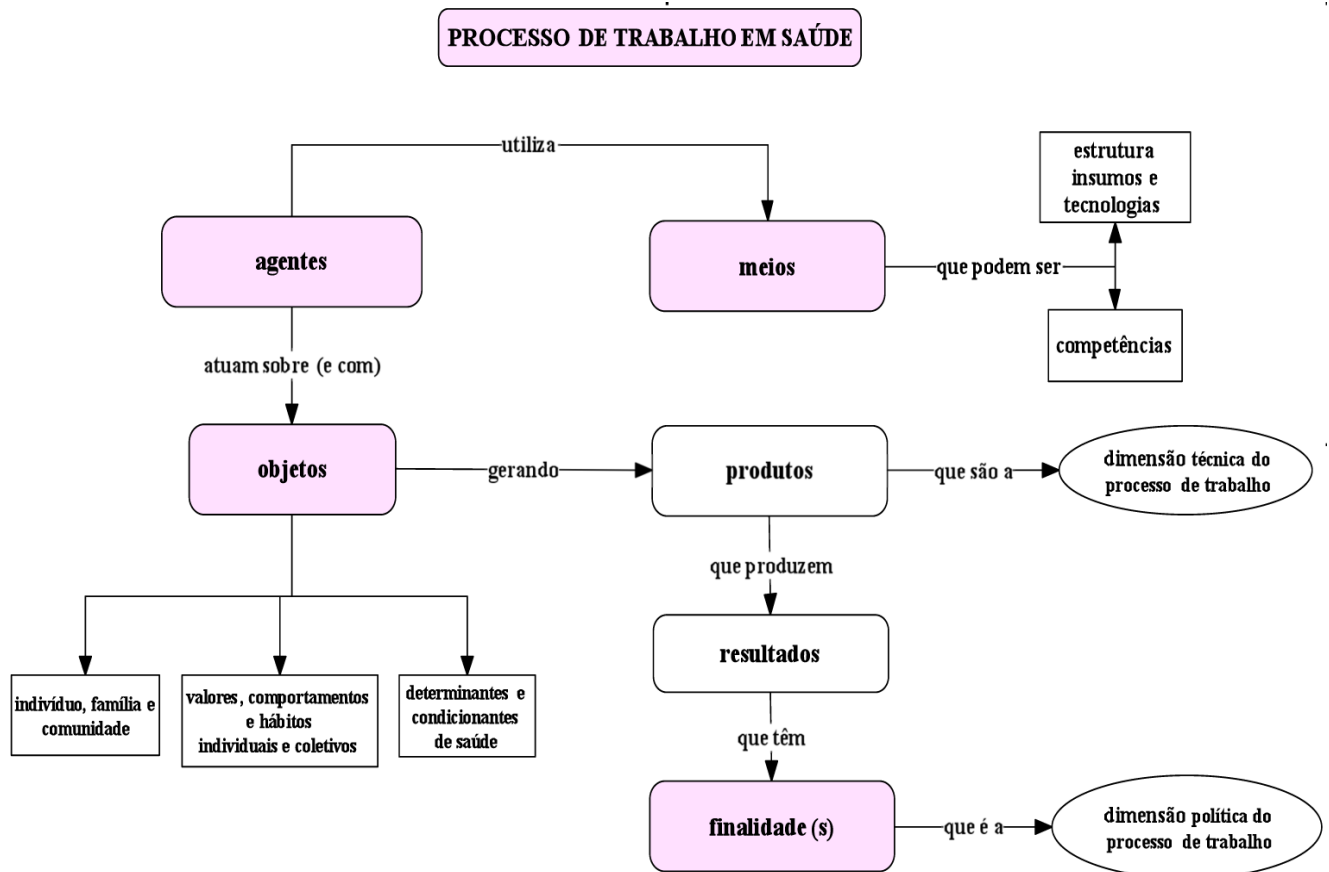 PROCESSO DE TRABALHO EM SAÚDE
utiliza
estrutura
insumos e
tecnologias
agentes
meios
que podem ser
competências
atuam sobre (e com)
objetos
gerando
produtos
que são a
dimensão técnica do
processo de trabalho
que produzem
resultados
indivíduo, família e
comunidade
valores, comportamentos
e hábitos
individuais e coletivos
determinantes e
condicionantes
de saúde
que têm
finalidade (s)
que é a
dimensão política do
processo de trabalho